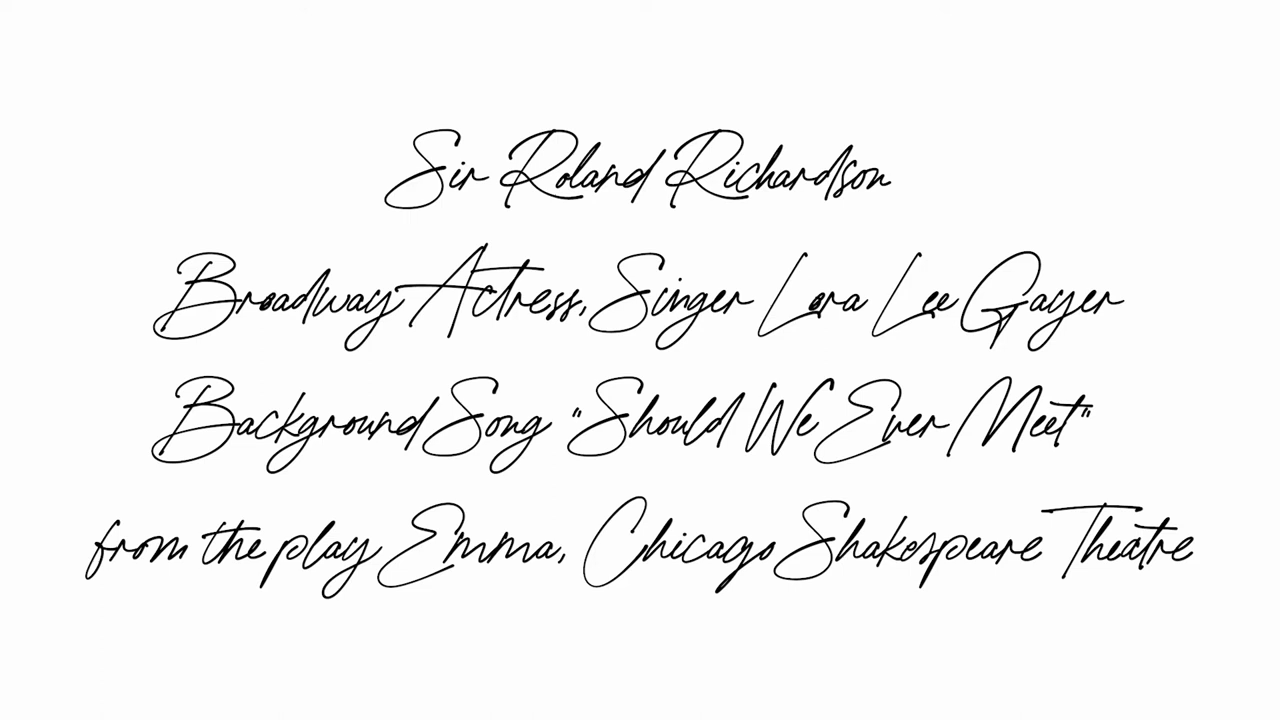 Sir Roland Richardson
Broadway Actress, Singer Lora Lee Gayer
Background Song "Should We Ever Meet"
from the play Emma, Chicago Shakespeare Theatre